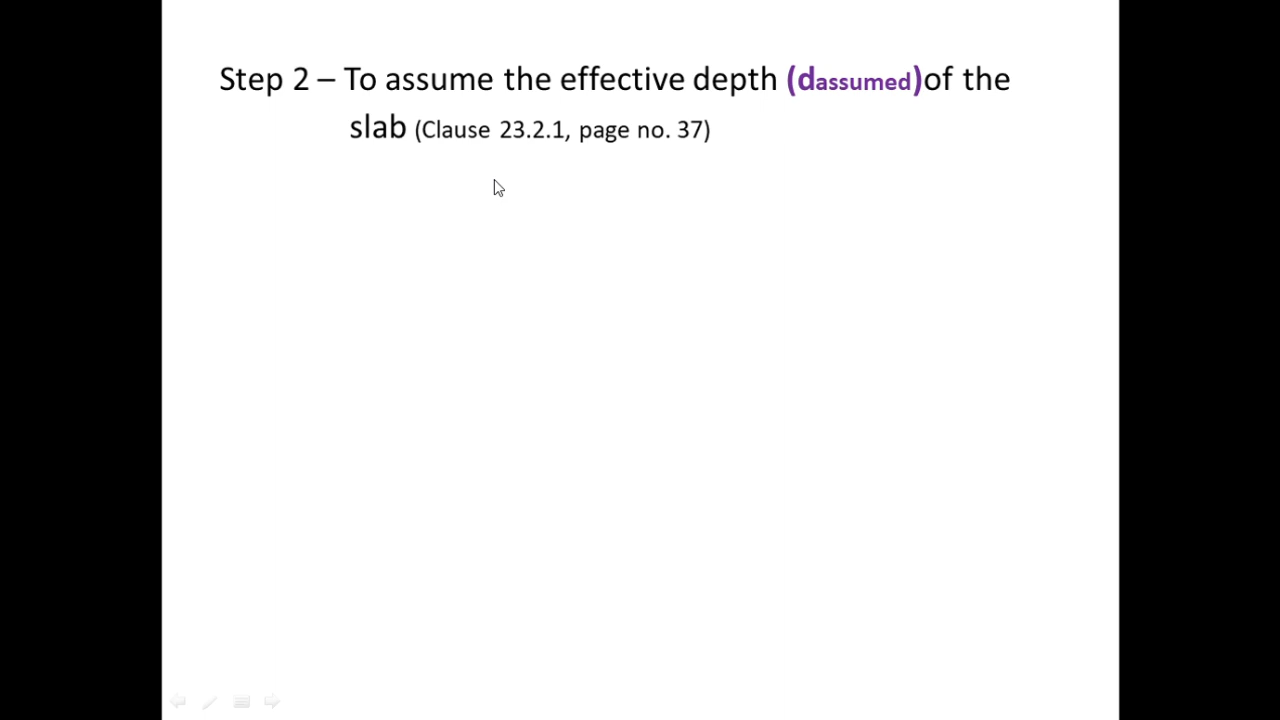 Step 2 – To assume the effective depth (dassumed)of the
slab (Clause 23.2.1, page no. 37)